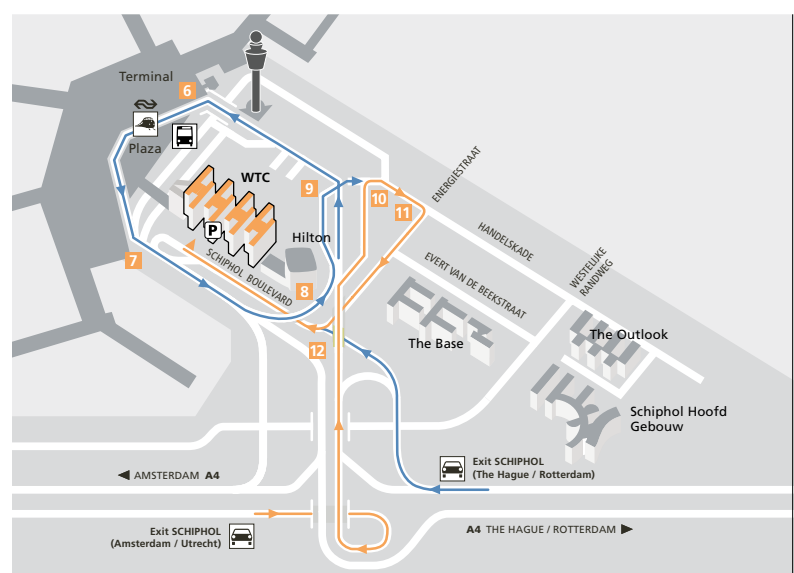 Terminal
6
Plaza
WTC
9
10
11
ENERGIESTRAAT
HANDELSKADE
P
Hilton
7
SCHIPHOL BOULEVARD
8
EVERT VAN DE BEEKSTRAAT
WESTELIJKE
RANDWEG
12
The Base
The Outlook
Schiphol Hoofd
Gebouw
Exit SCHIPHOL
(The Hague / Rotterdam)
AMSTERDAM A4
Exit SCHIPHOL
(Amsterdam / Utrecht)
A4 THE HAGUE / ROTTERDAM